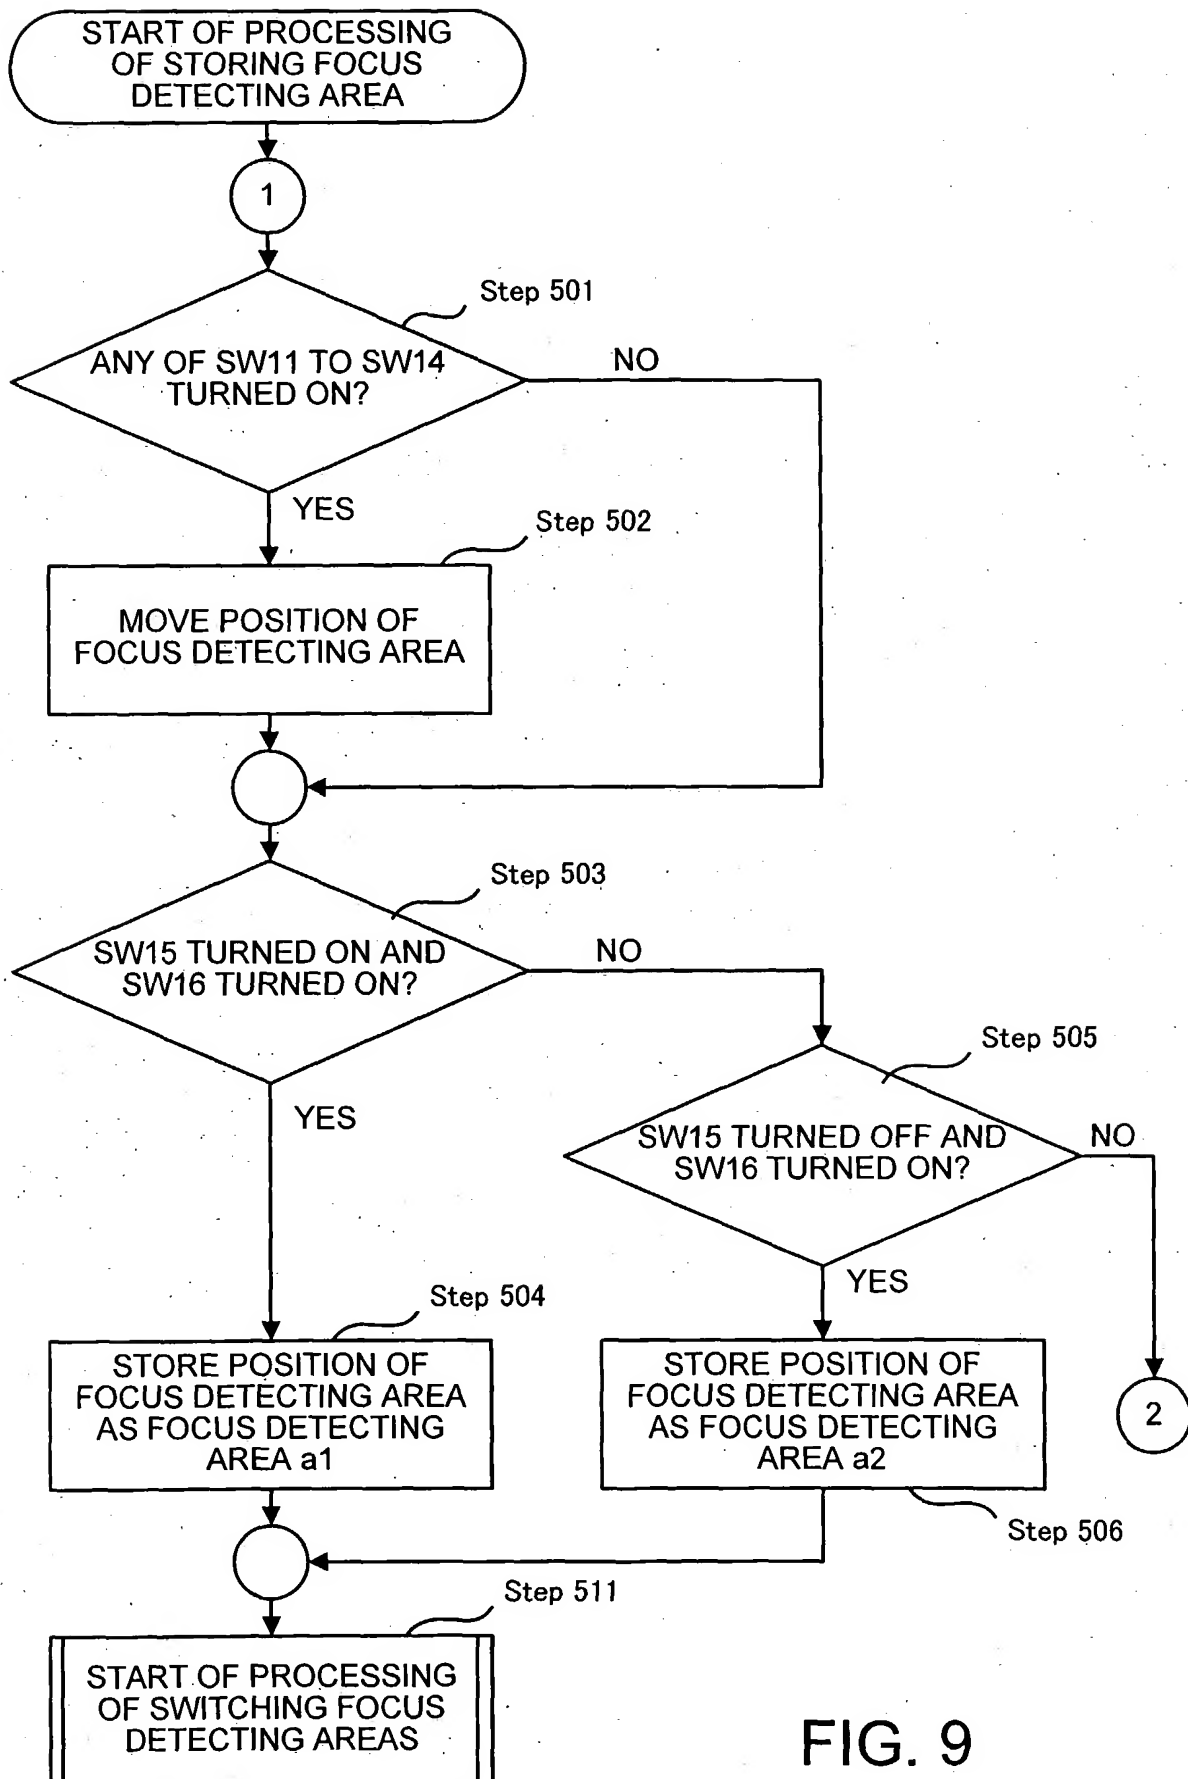 START OF PROCESSING
OF STORING FOCUS
DETECTING AREA
1
Step 501
ANY OF SW11 TO SW14
TURNED ON?
NO
YES
Step 502
MOVE POSITION OF
FOCUS DETECTING AREA
Step 503
SW15 TURNED ON AND
SW16 TURNED ON?
NO
YES
Step 505
SW15 TURNED OFF AND
SW16 TURNED ON?
NO
YES
Step 504
STORE POSITION OF
FOCUS DETECTING AREA
AS FOCUS DETECTING
AREA a1
STORE POSITION OF
FOCUS DETECTING AREA
AS FOCUS DETECTING
AREA a2
2
Step 506
Step 511
START OF PROCESSING
OF SWITCHING FOCUS
DETECTING AREAS
FIG. 9